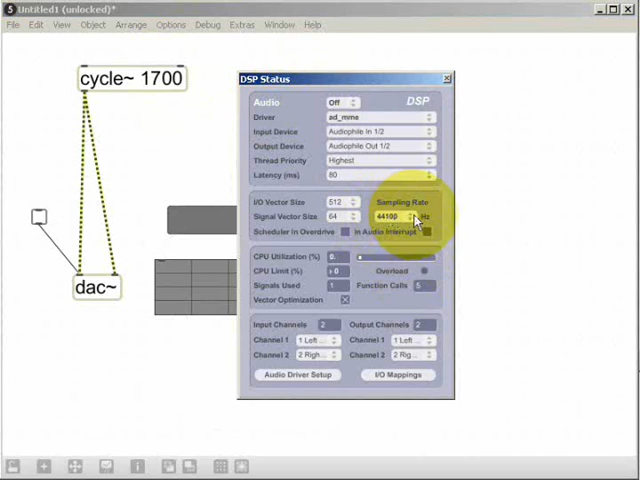 5 Untitled1 (unlocked)*
File Edit View Object Arrange Options Debug Extras Window Help
cycle~ 1700
dac~
DSP Status
Audio Off DSP
Driver ad_mme
Input Device Audiophile In 1/2
Output Device Audiophile Out 1/2
Thread Priority Highest
Latency (ms) 80
I/O Vector Size 512 Sampling Rate
Signal Vector Size 64 44100 Hz
Scheduler in Overdrive in Audio Interrupt
CPU Utilization (%) 0.
CPU Limit (%) 0 Overload
Signals Used 1 Function Calls 5
Vector Optimization X
Input Channels 2 Output Channels 2
Channel 1 1 Left ... Channel 1 1 Left ...
Channel 2 2 Righ... Channel 2 2 Rig...
Audio Driver Setup I/O Mappings